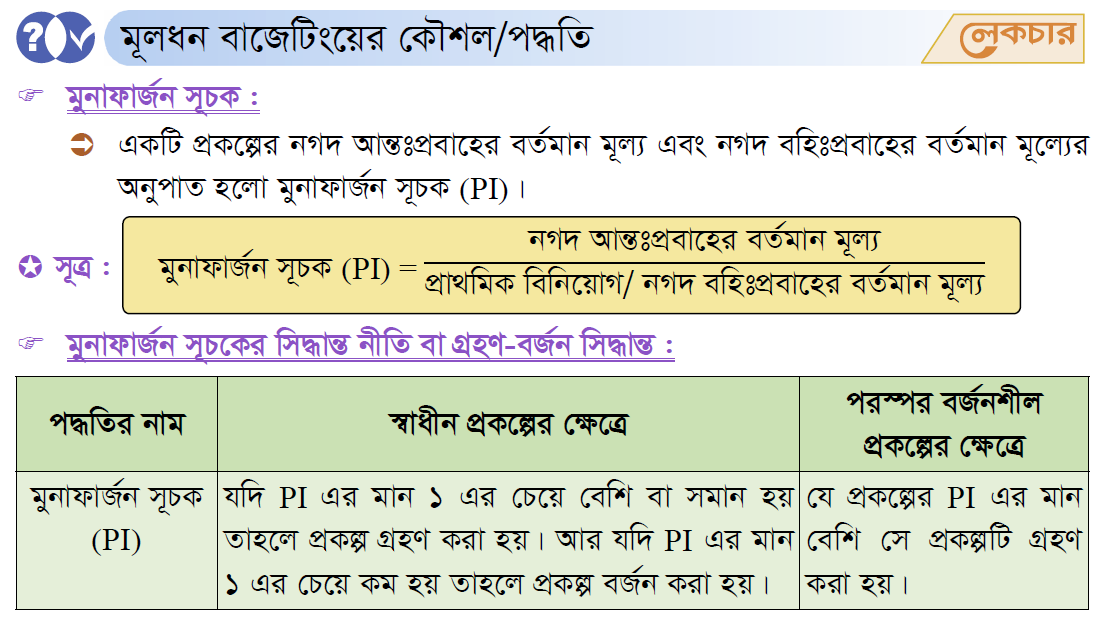 মূলধন বাজেটিংয়ের কৌশল/পদ্ধতি
লেকচার
মুনাফার্জন সূচক :
একটি প্রকল্পের নগদ আন্তঃপ্রবাহের বর্তমান মূল্য এবং নগদ বহিঃপ্রবাহের বর্তমান মূল্যের
অনুপাত হলো মুনাফার্জন সূচক (PI)।
সূত্র :
মুনাফার্জন সূচক (PI) =
নগদ আন্তঃপ্রবাহের বর্তমান মূল্য
প্রাথমিক বিনিয়োগ/ নগদ বহিঃপ্রবাহের বর্তমান মূল্য
মুনাফার্জন সূচকের সিদ্ধান্ত নীতি বা গ্রহণ-বর্জন সিদ্ধান্ত :
পদ্ধতির নাম
স্বাধীন প্রকল্পের ক্ষেত্রে
পরস্পর বর্জনশীল
প্রকল্পের ক্ষেত্রে
মুনাফার্জন সূচক
(PI)
যদি PI এর মান ১ এর চেয়ে বেশি বা সমান হয়
তাহলে প্রকল্প গ্রহণ করা হয়। আর যদি PI এর মান
১ এর চেয়ে কম হয় তাহলে প্রকল্প বর্জন করা হয়।
যে প্রকল্পের PI এর মান
বেশি সে প্রকল্পটি গ্রহণ
করা হয়।